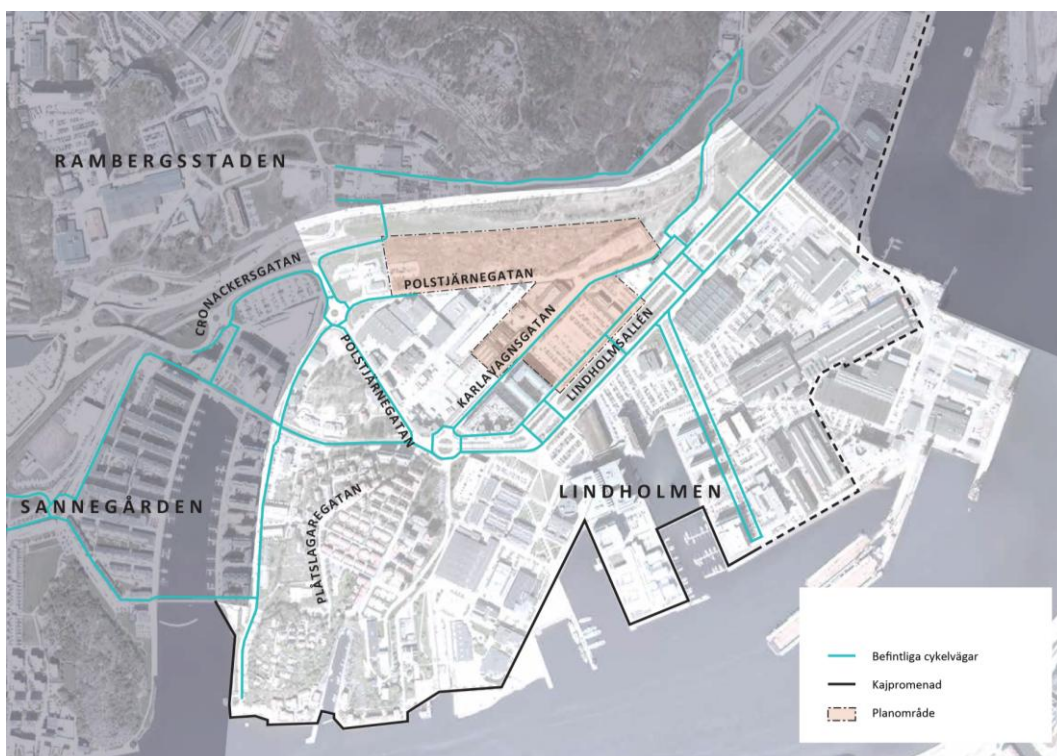 RAMBERGSSTADEN
CRONACKERSGATAN
POLSTJÄRNEGATAN
POLSTJÄRNEGATAN
KARLAVAGNSGATAN
LINDHOLMSALLÉN
SANNEGÅRDEN
LINDHOLMEN
PLÅTSLAGAREGATAN
Befintliga cykelvägar
Kajpromenad
Planområde